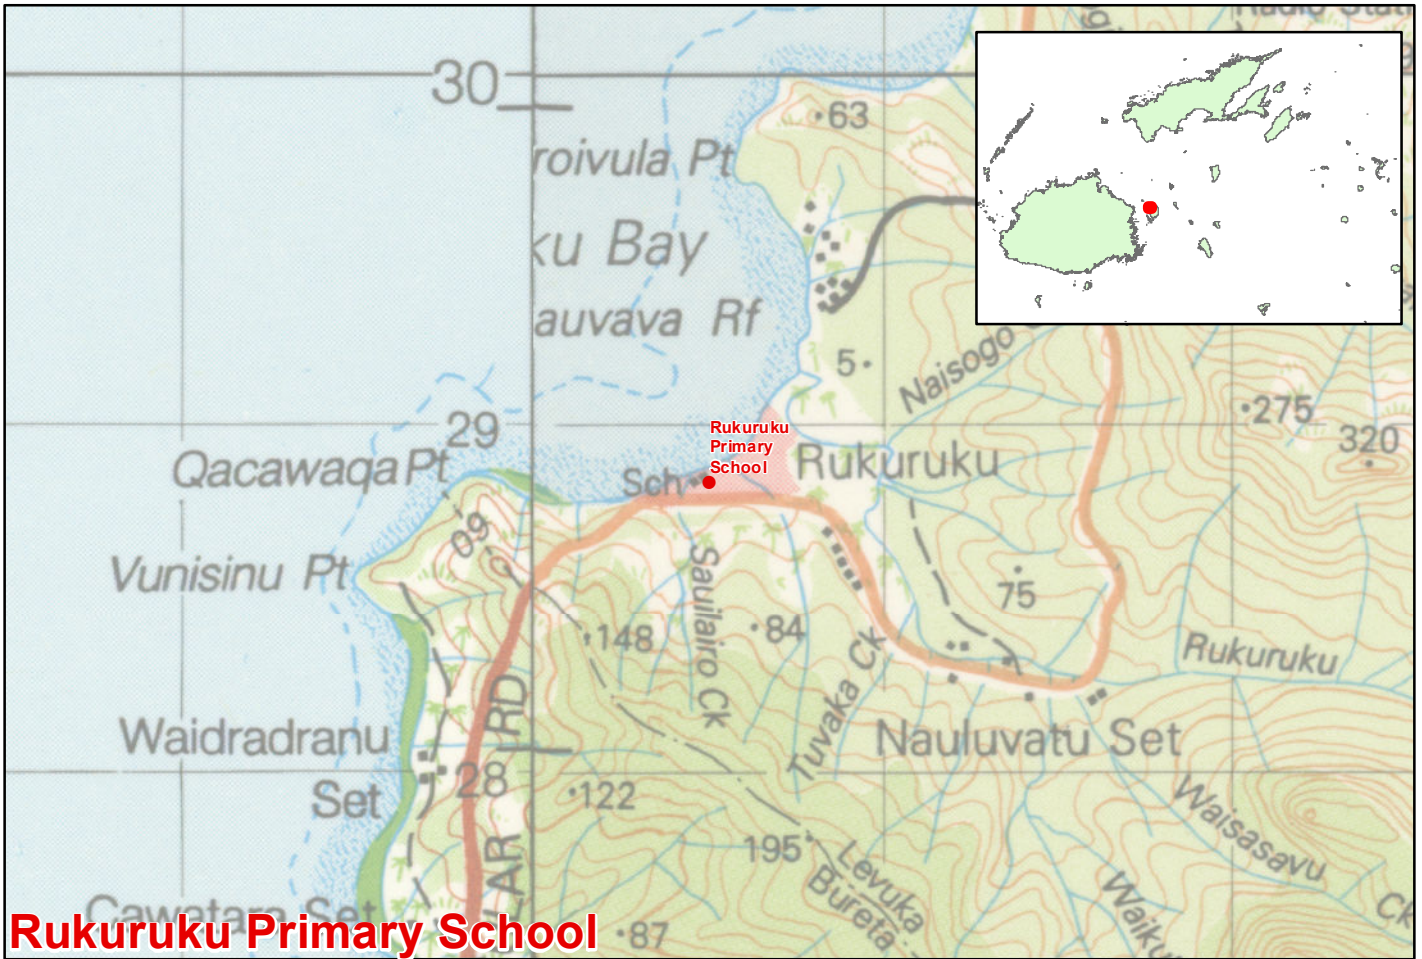 30
63
roivula Pt
ku Bay
auvava Rf
5
Naisogo
275
29
320
Qacawaqa Pt
Rukuruku
Primary
School
Sch
Rukuruku
60
Vunisinu Pt
75
148
Sauilairo Ck
84
Tuvaka Ck
Rukuruku
RD
Waidradranu
Set
Nauluvatu Set
28
122
Waisasavu
Ck
195
Levuka
Bureta
AR
Cawatara Set
87
Rukuruku Primary School